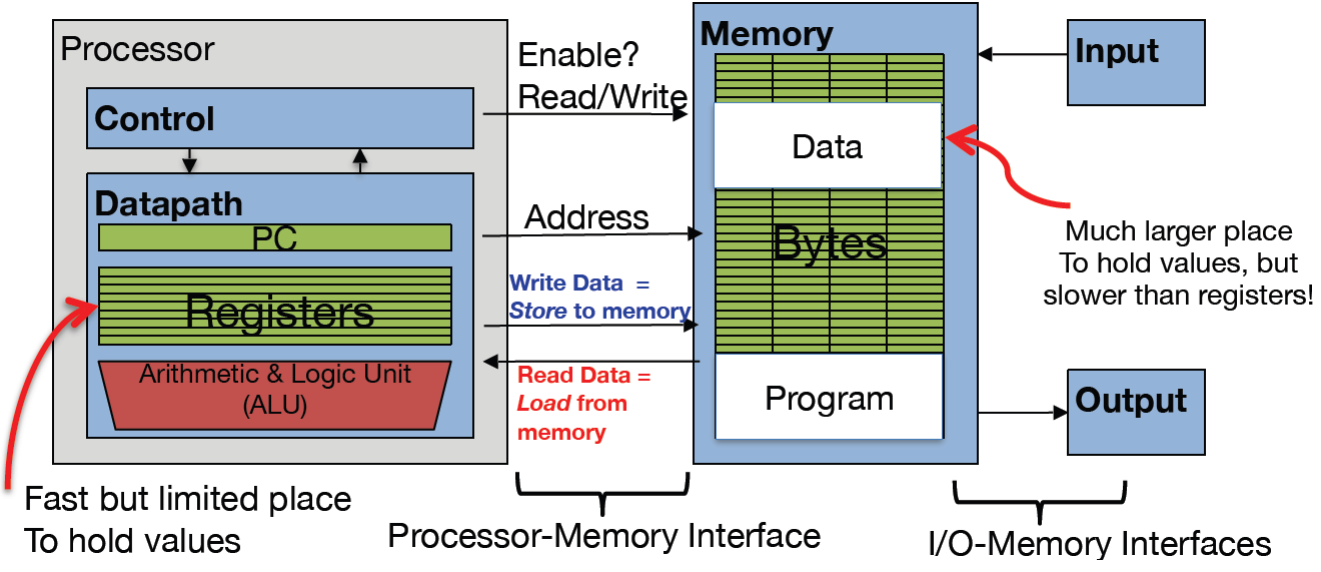 Processor
Control
Datapath
PC
Registers
Arithmetic & Logic Unit
(ALU)
Fast but limited place
To hold values
Enable?
Read/Write
Address
Write Data =
Store to memory
Read Data =
Load from
memory
Processor-Memory Interface
Memory
Data
Bytes
Program
Input
Much larger place
To hold values, but
slower than registers!
Output
I/O-Memory Interfaces